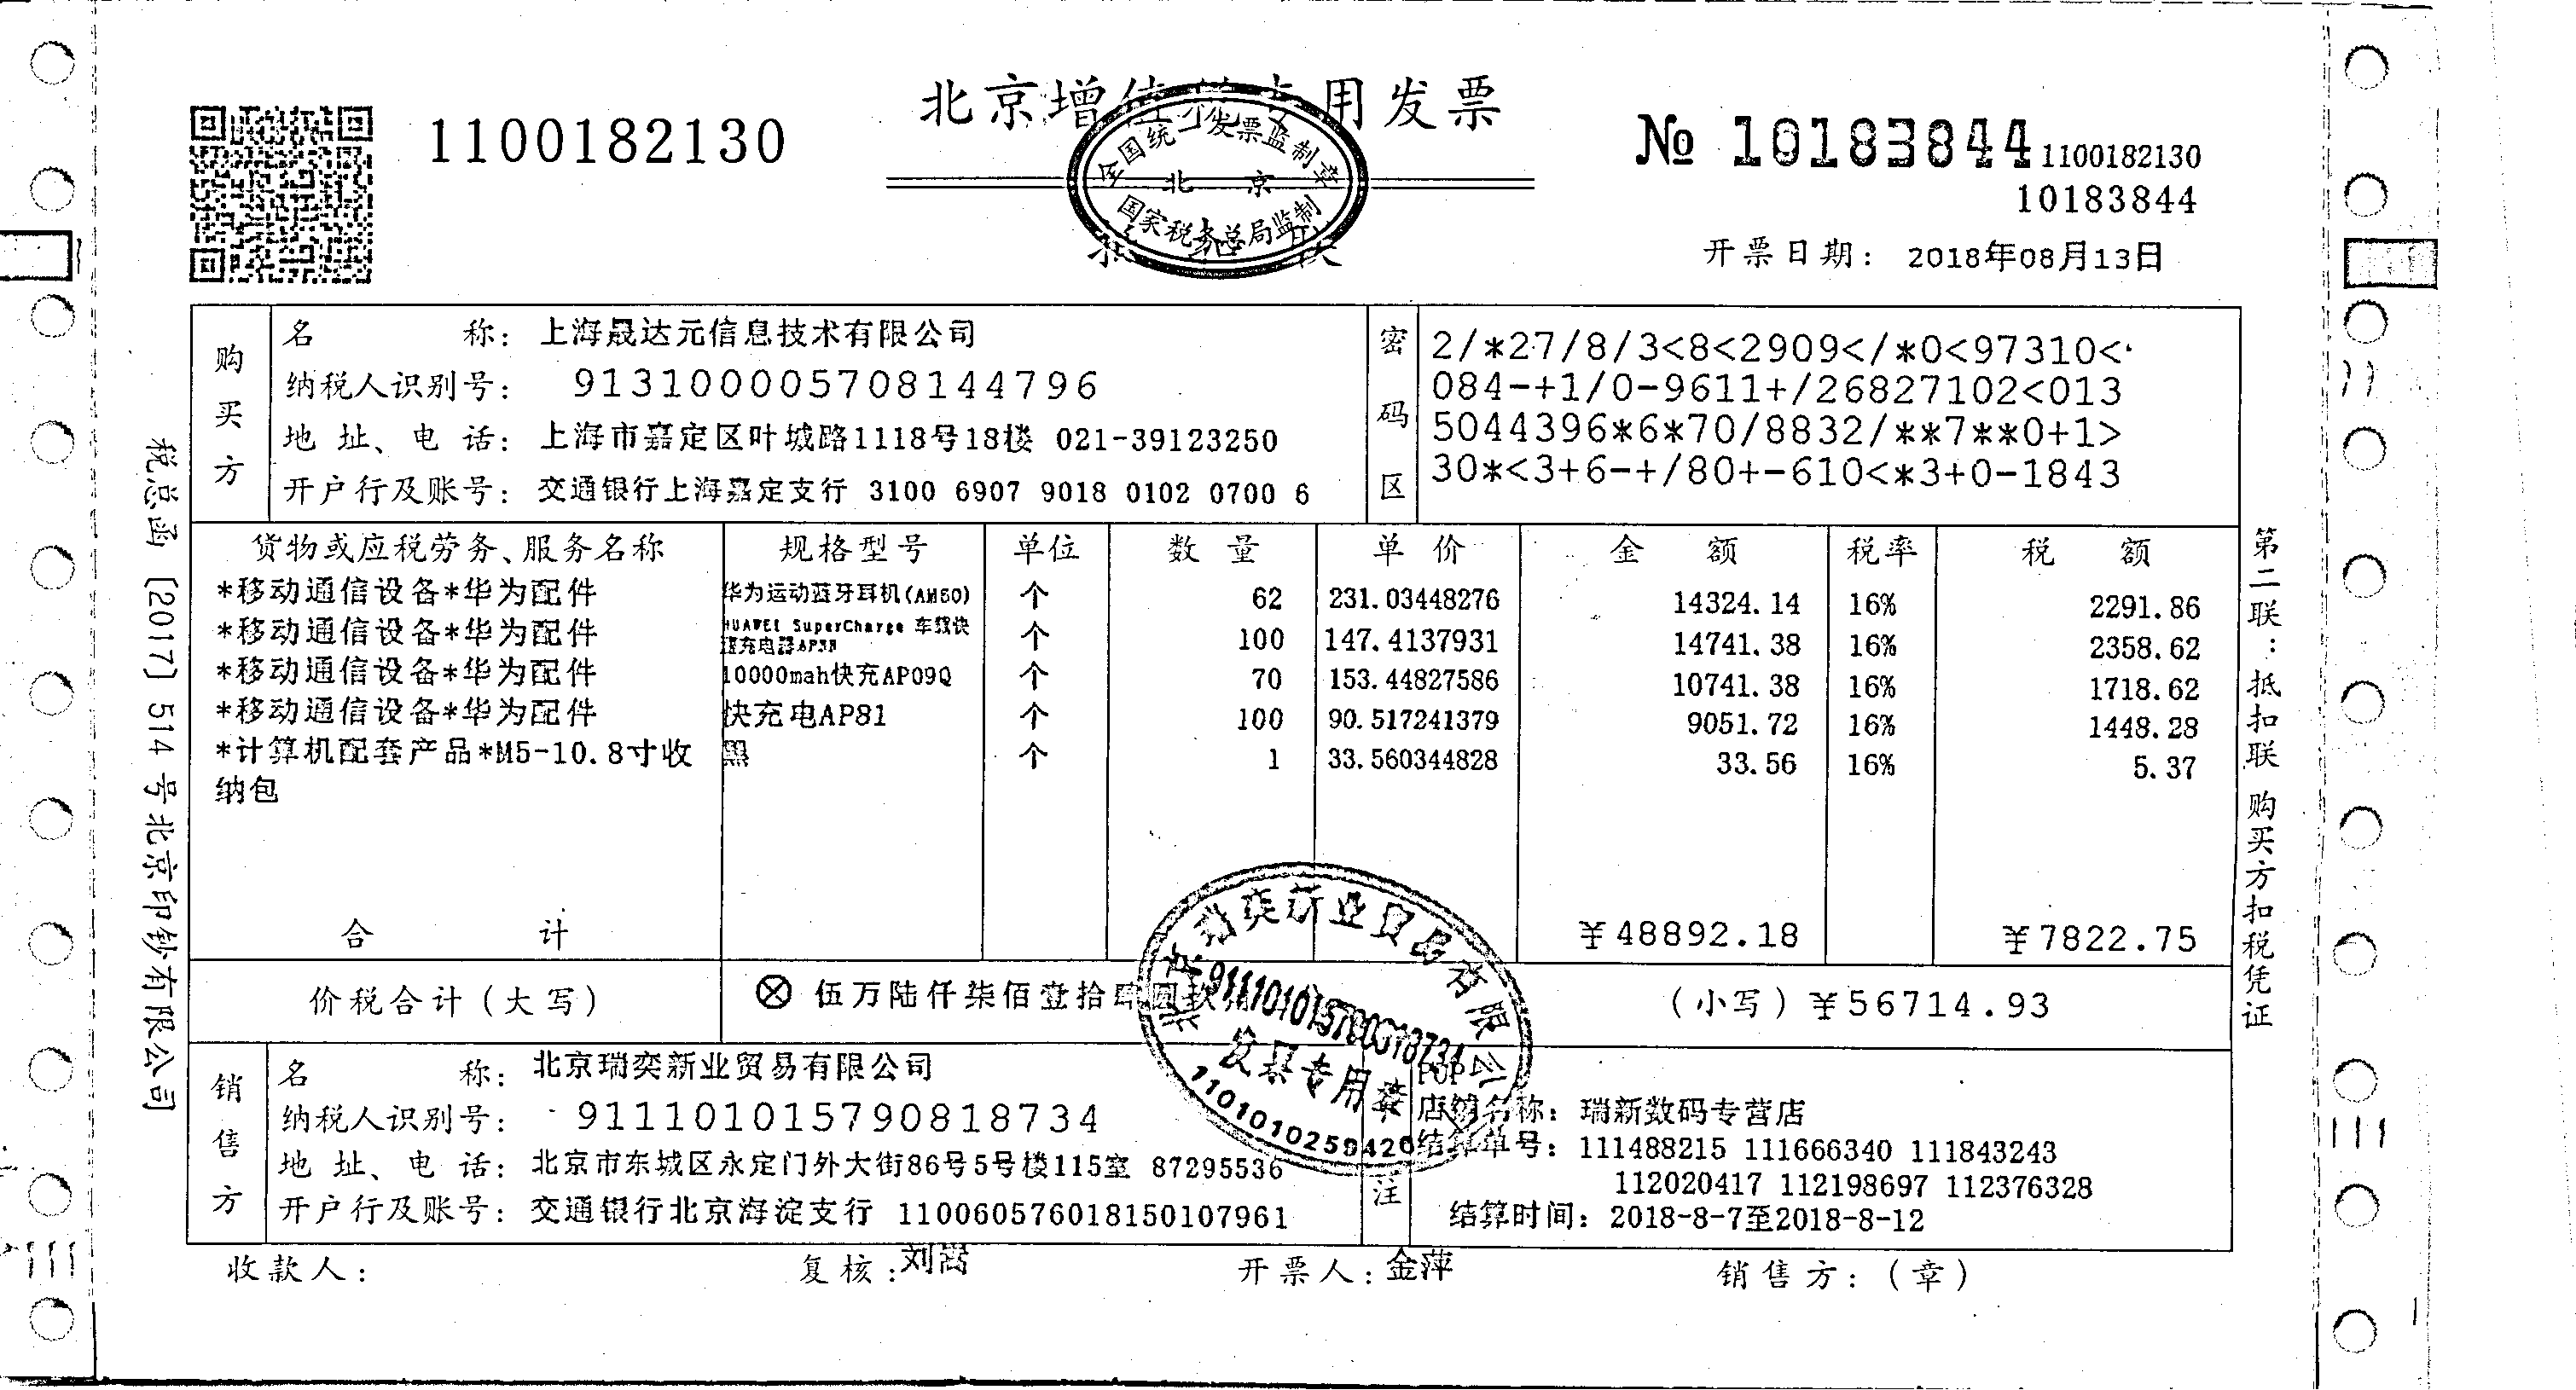 北京增值税专用发票
1100182130
№ 10183844
1100182130
10183844
全国统一发票监制章
北京
国家税务总局监制
开票日期: 2018年08月13日
购买方
名 称: 上海晟达元信息技术有限公司
纳税人识别号: 913100005708144796
地 址、电 话: 上海市嘉定区叶城路1118号18楼 021-39123250
开户行及账号: 交通银行上海嘉定支行 3100 6907 9018 0102 0700 6
密码区
2/*27/8/3<8<2909</*0<97310<
084-+1/0-9611+/26827102<013
5044396*6*70/8832/**7**0+1>
30*<3+6-+/80+-610<*3+0-1843
货物或应税劳务、服务名称 规格型号 单位 数量 单价 金额 税率 税额
*移动通信设备*华为配件 华为运动蓝牙耳机(AM60) 个 62 231.03448276 14324.14 16% 2291.86
*移动通信设备*华为配件 HUAWEI SuperCharge 车载快 个 100 147.4137931 14741.38 16% 2358.62
速充电器
*移动通信设备*华为配件 10000mah快充AP09Q 个 70 153.44827586 10741.38 16% 1718.62
*移动通信设备*华为配件 快充电AP81 个 100 90.517241379 9051.72 16% 1448.28
*计算机配套产品*M5-10.8寸收 黑 个 1 33.560344828 33.56 16% 5.37
纳包
合 计 ¥48892.18 ¥7822.75
价税合计(大写) ⊗ 伍万陆仟柒佰壹拾肆圆玖 (小写) ¥56714.93
销售方
名 称: 北京瑞奕新业贸易有限公司
纳税人识别号: 911101015790818734
地 址、电 话: 北京市东城区永定门外大街86号5号楼115室 87295536
开户行及账号: 交通银行北京海淀支行 110060576018150107961
注
POP
店铺名称: 瑞新数码专营店
结算单号: 111488215 111666340 111843243
112020417 112198697 112376328
结算时间: 2018-8-7至2018-8-12
北京瑞奕新业贸易有限公司
911101015790818734
发票专用章
1101010259420
收款人: 复核: 刘嵩 开票人: 金萍 销售方: (章)
税总函 [2017] 514 号北京印钞有限公司
第二联: 抵扣联 购买方扣税凭证